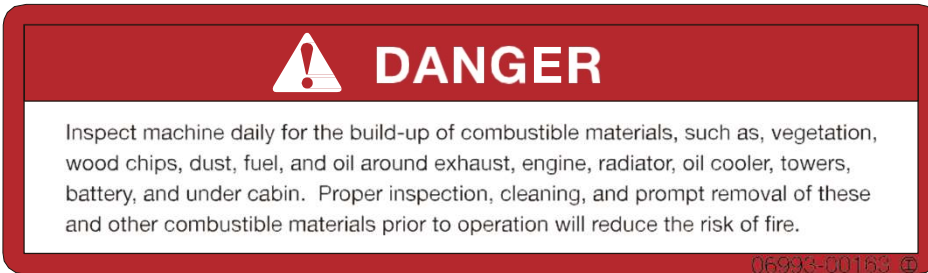 DANGER
Inspect machine daily for the build-up of combustible materials, such as, vegetation,
wood chips, dust, fuel, and oil around exhaust, engine, radiator, oil cooler, towers,
battery, and under cabin.  Proper inspection, cleaning, and prompt removal of these
and other combustible materials prior to operation will reduce the risk of fire.
06993-00163